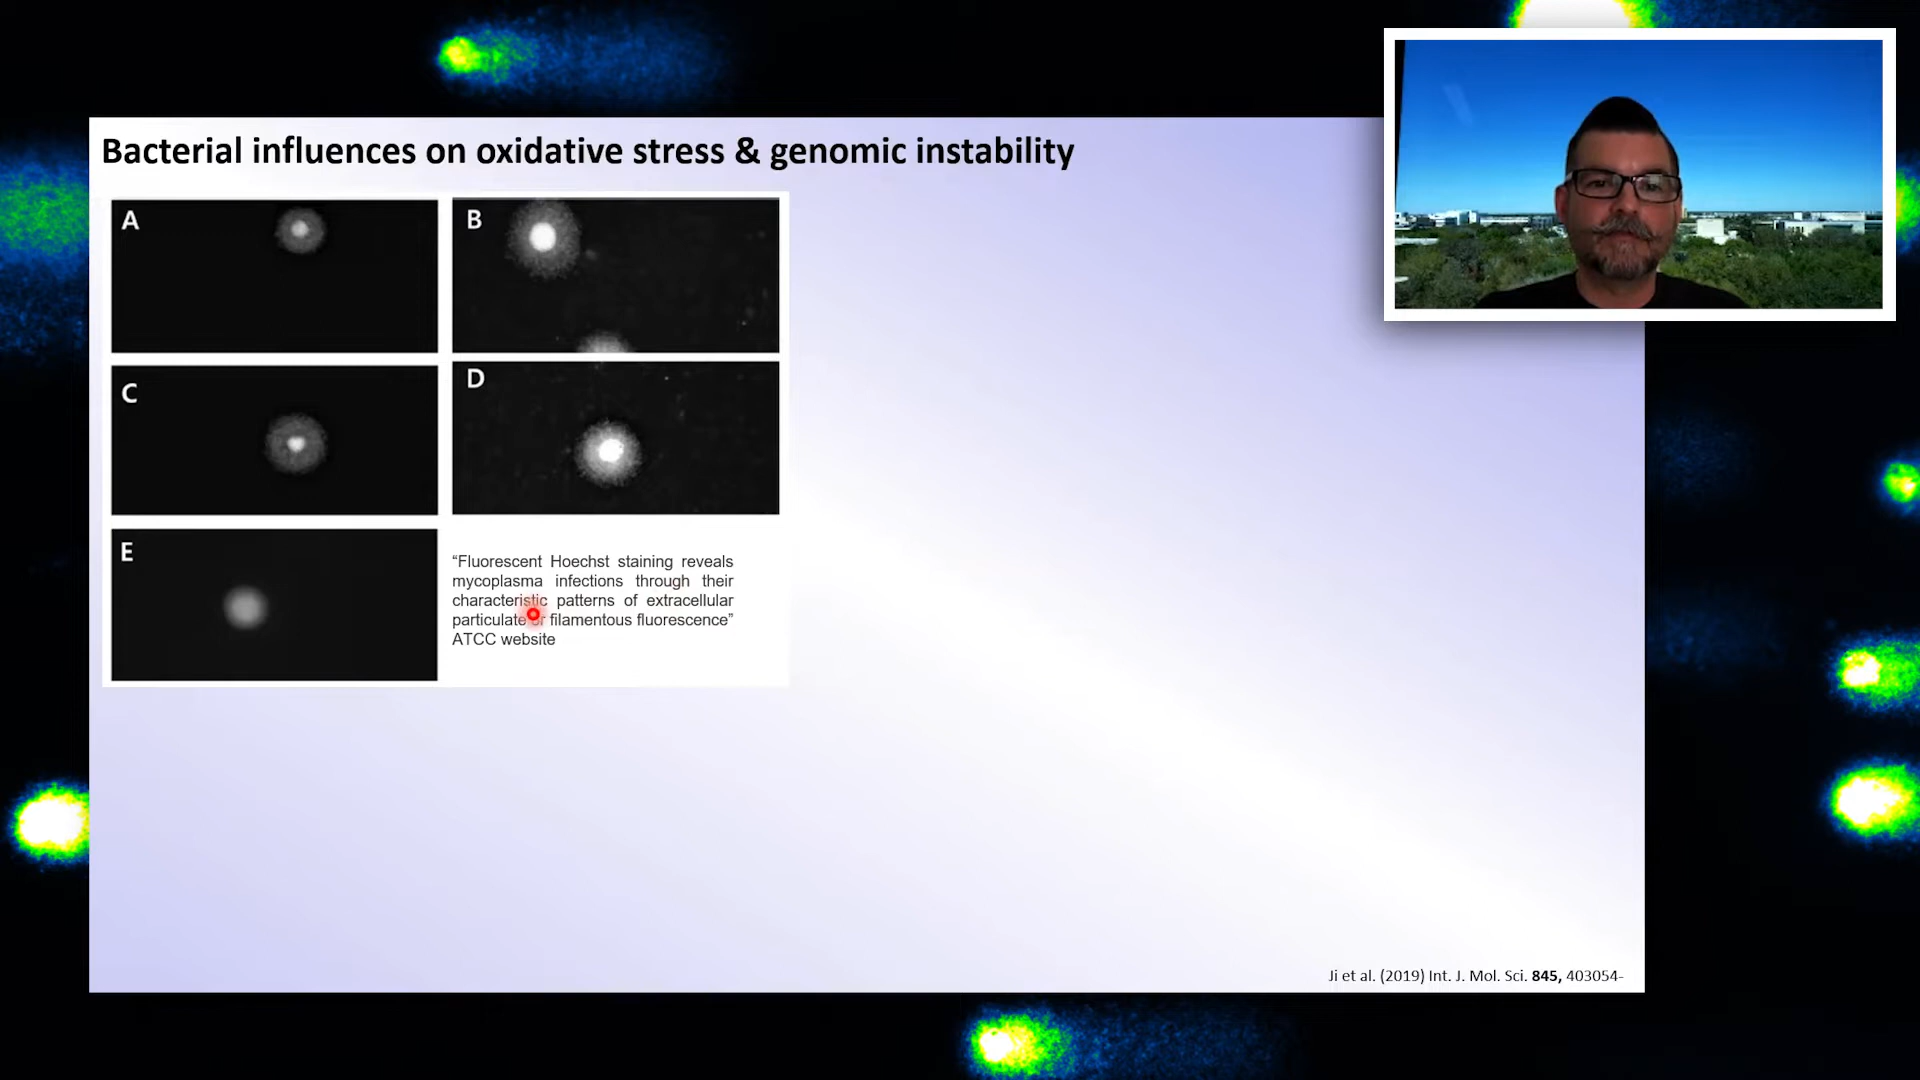 Bacterial influences on oxidative stress & genomic instability
A
B
C
D
E
“Fluorescent Hoechst staining reveals
mycoplasma infections through their
characteristic patterns of extracellular
particulate or filamentous fluorescence”
ATCC website
Ji et al. (2019) Int. J. Mol. Sci. 845, 403054-